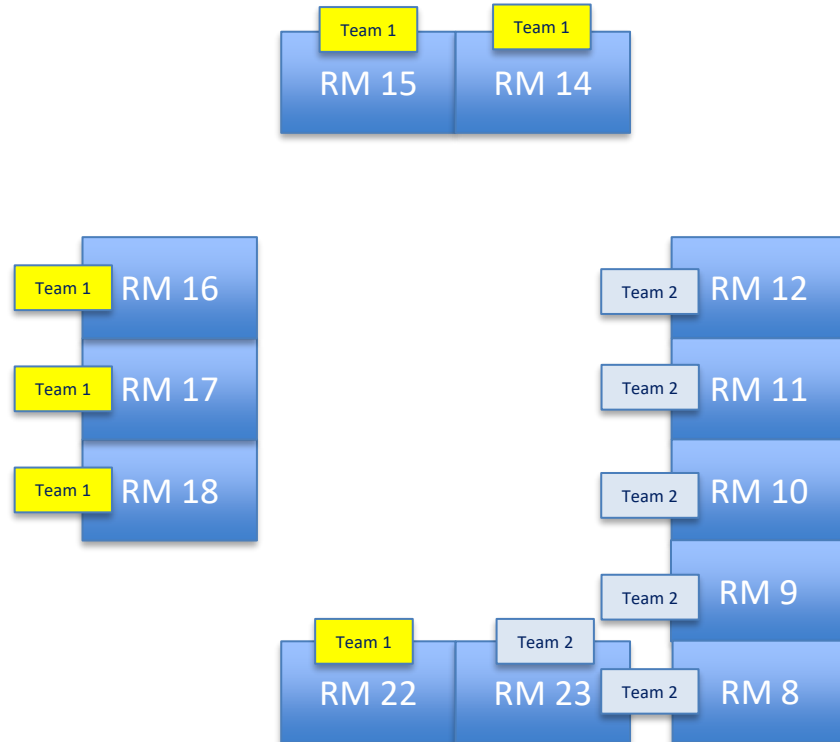 Team 1
Team 1
RM 15
RM 14
Team 1
RM 16
Team 2
RM 12
Team 1
RM 17
Team 2
RM 11
Team 1
RM 18
Team 2
RM 10
Team 2
RM 9
Team 1
Team 2
RM 22
RM 23
Team 2
RM 8